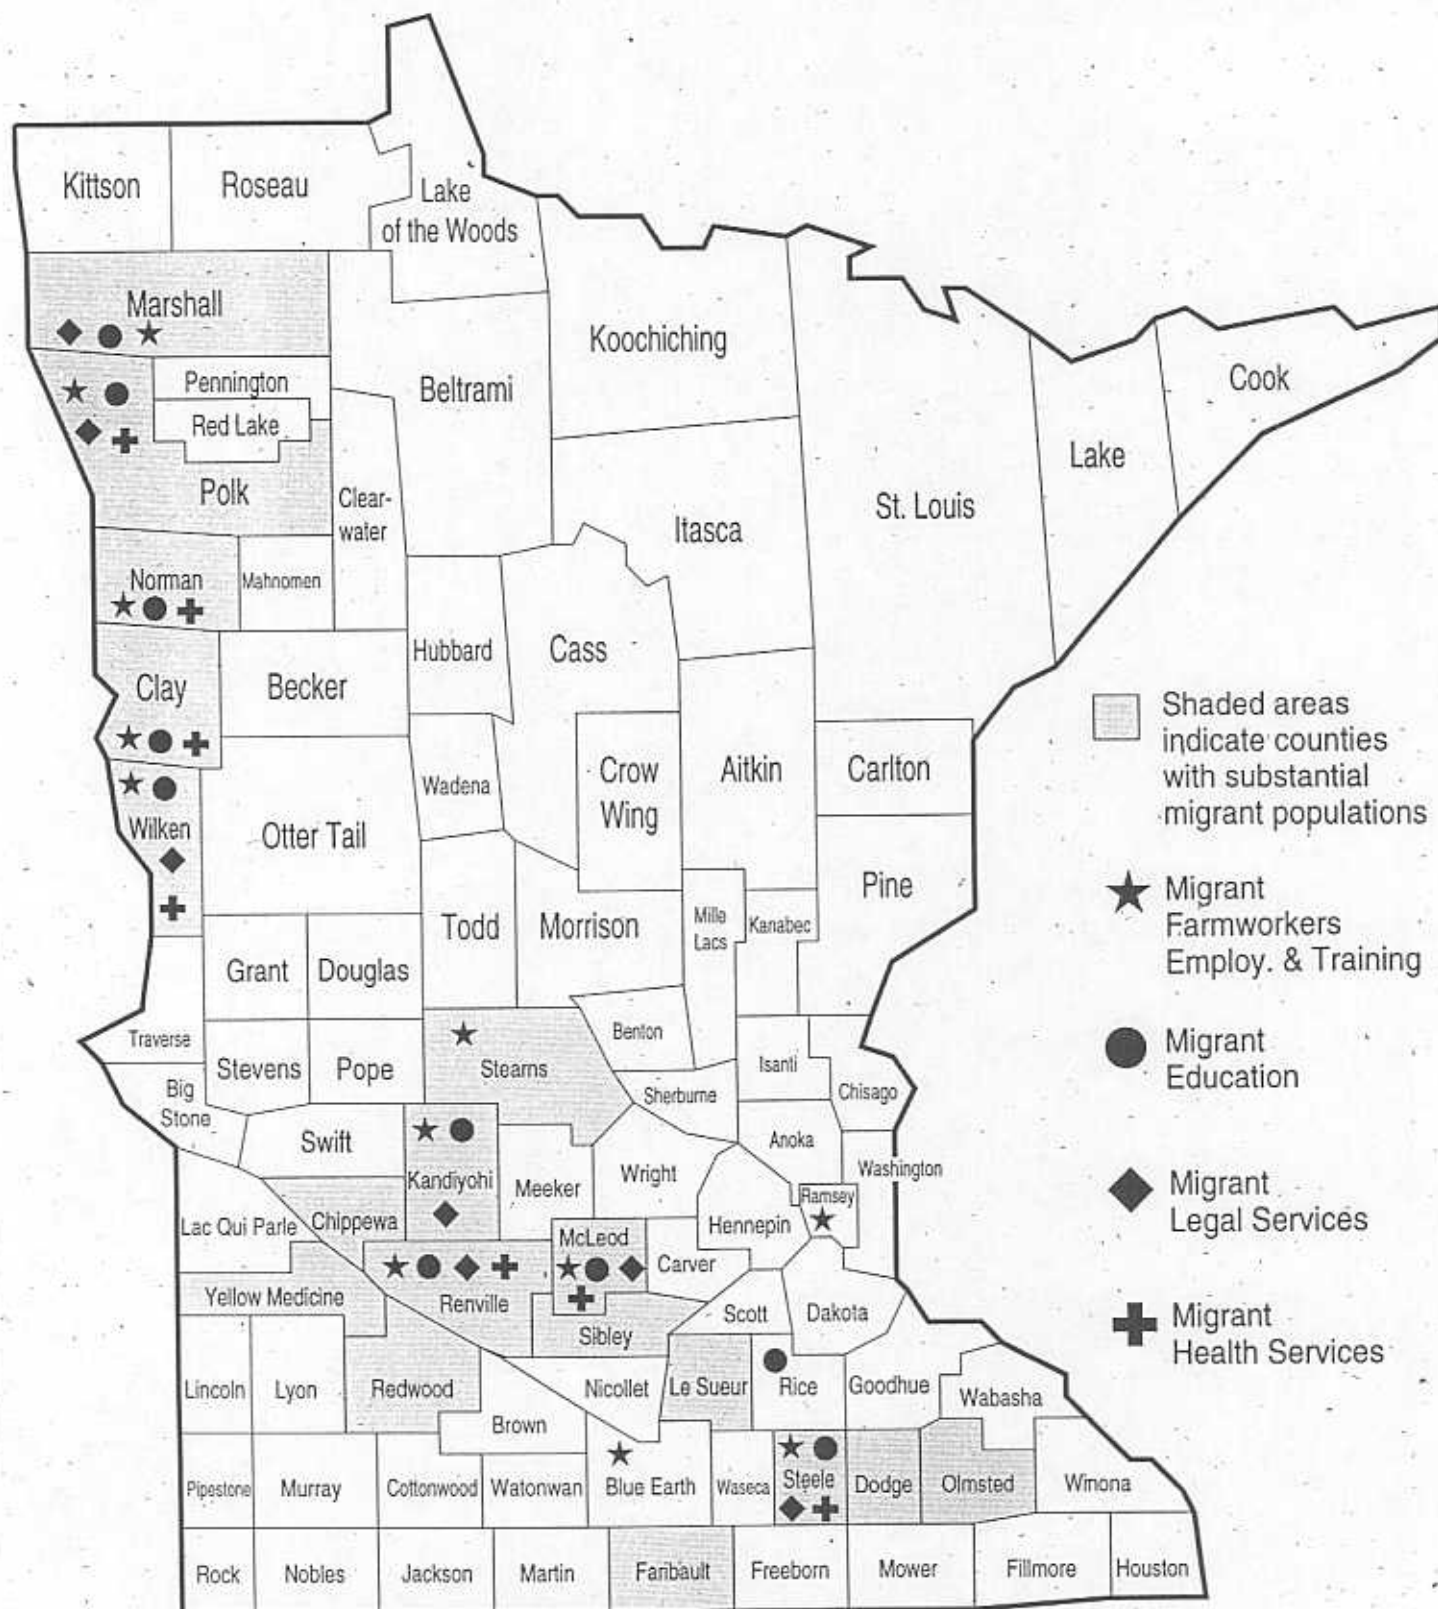 Kittson
Roseau
Lake
of the Woods
Marshall
Koochiching
Pennington
Beltrami
Cook
Red Lake
Lake
Polk
Clear-
water
St. Louis
Itasca
Norman
Mahnomen
Hubbard
Cass
Clay
Becker
Wadena
Crow
Wing
Aitkin
Carlton
Wilken
Otter Tail
Pine
Todd
Morrison
Mille
Lacs
Kanabec
Grant
Douglas
Traverse
Benton
Stevens
Pope
Stearns
Isanti
Big
Stone
Sherburne
Chisago
Swift
Anoka
Kandiyohi
Meeker
Wright
Washington
Ramsey
Lac Qui Parle
Chippewa
Hennepin
McLeod
Carver
Yellow Medicine
Renville
Scott
Dakota
Sibley
Lincoln
Lyon
Redwood
Nicollet
Le Sueur
Rice
Goodhue
Wabasha
Brown
Pipestone
Murray
Cottonwood
Watonwan
Blue Earth
Waseca
Steele
Dodge
Olmsted
Winona
Rock
Nobles
Jackson
Martin
Faribault
Freeborn
Mower
Fillmore
Houston
Shaded areas
indicate counties
with substantial
migrant populations
Migrant
Farmworkers
Employ. & Training
Migrant
Education
Migrant
Legal Services
Migrant
Health Services